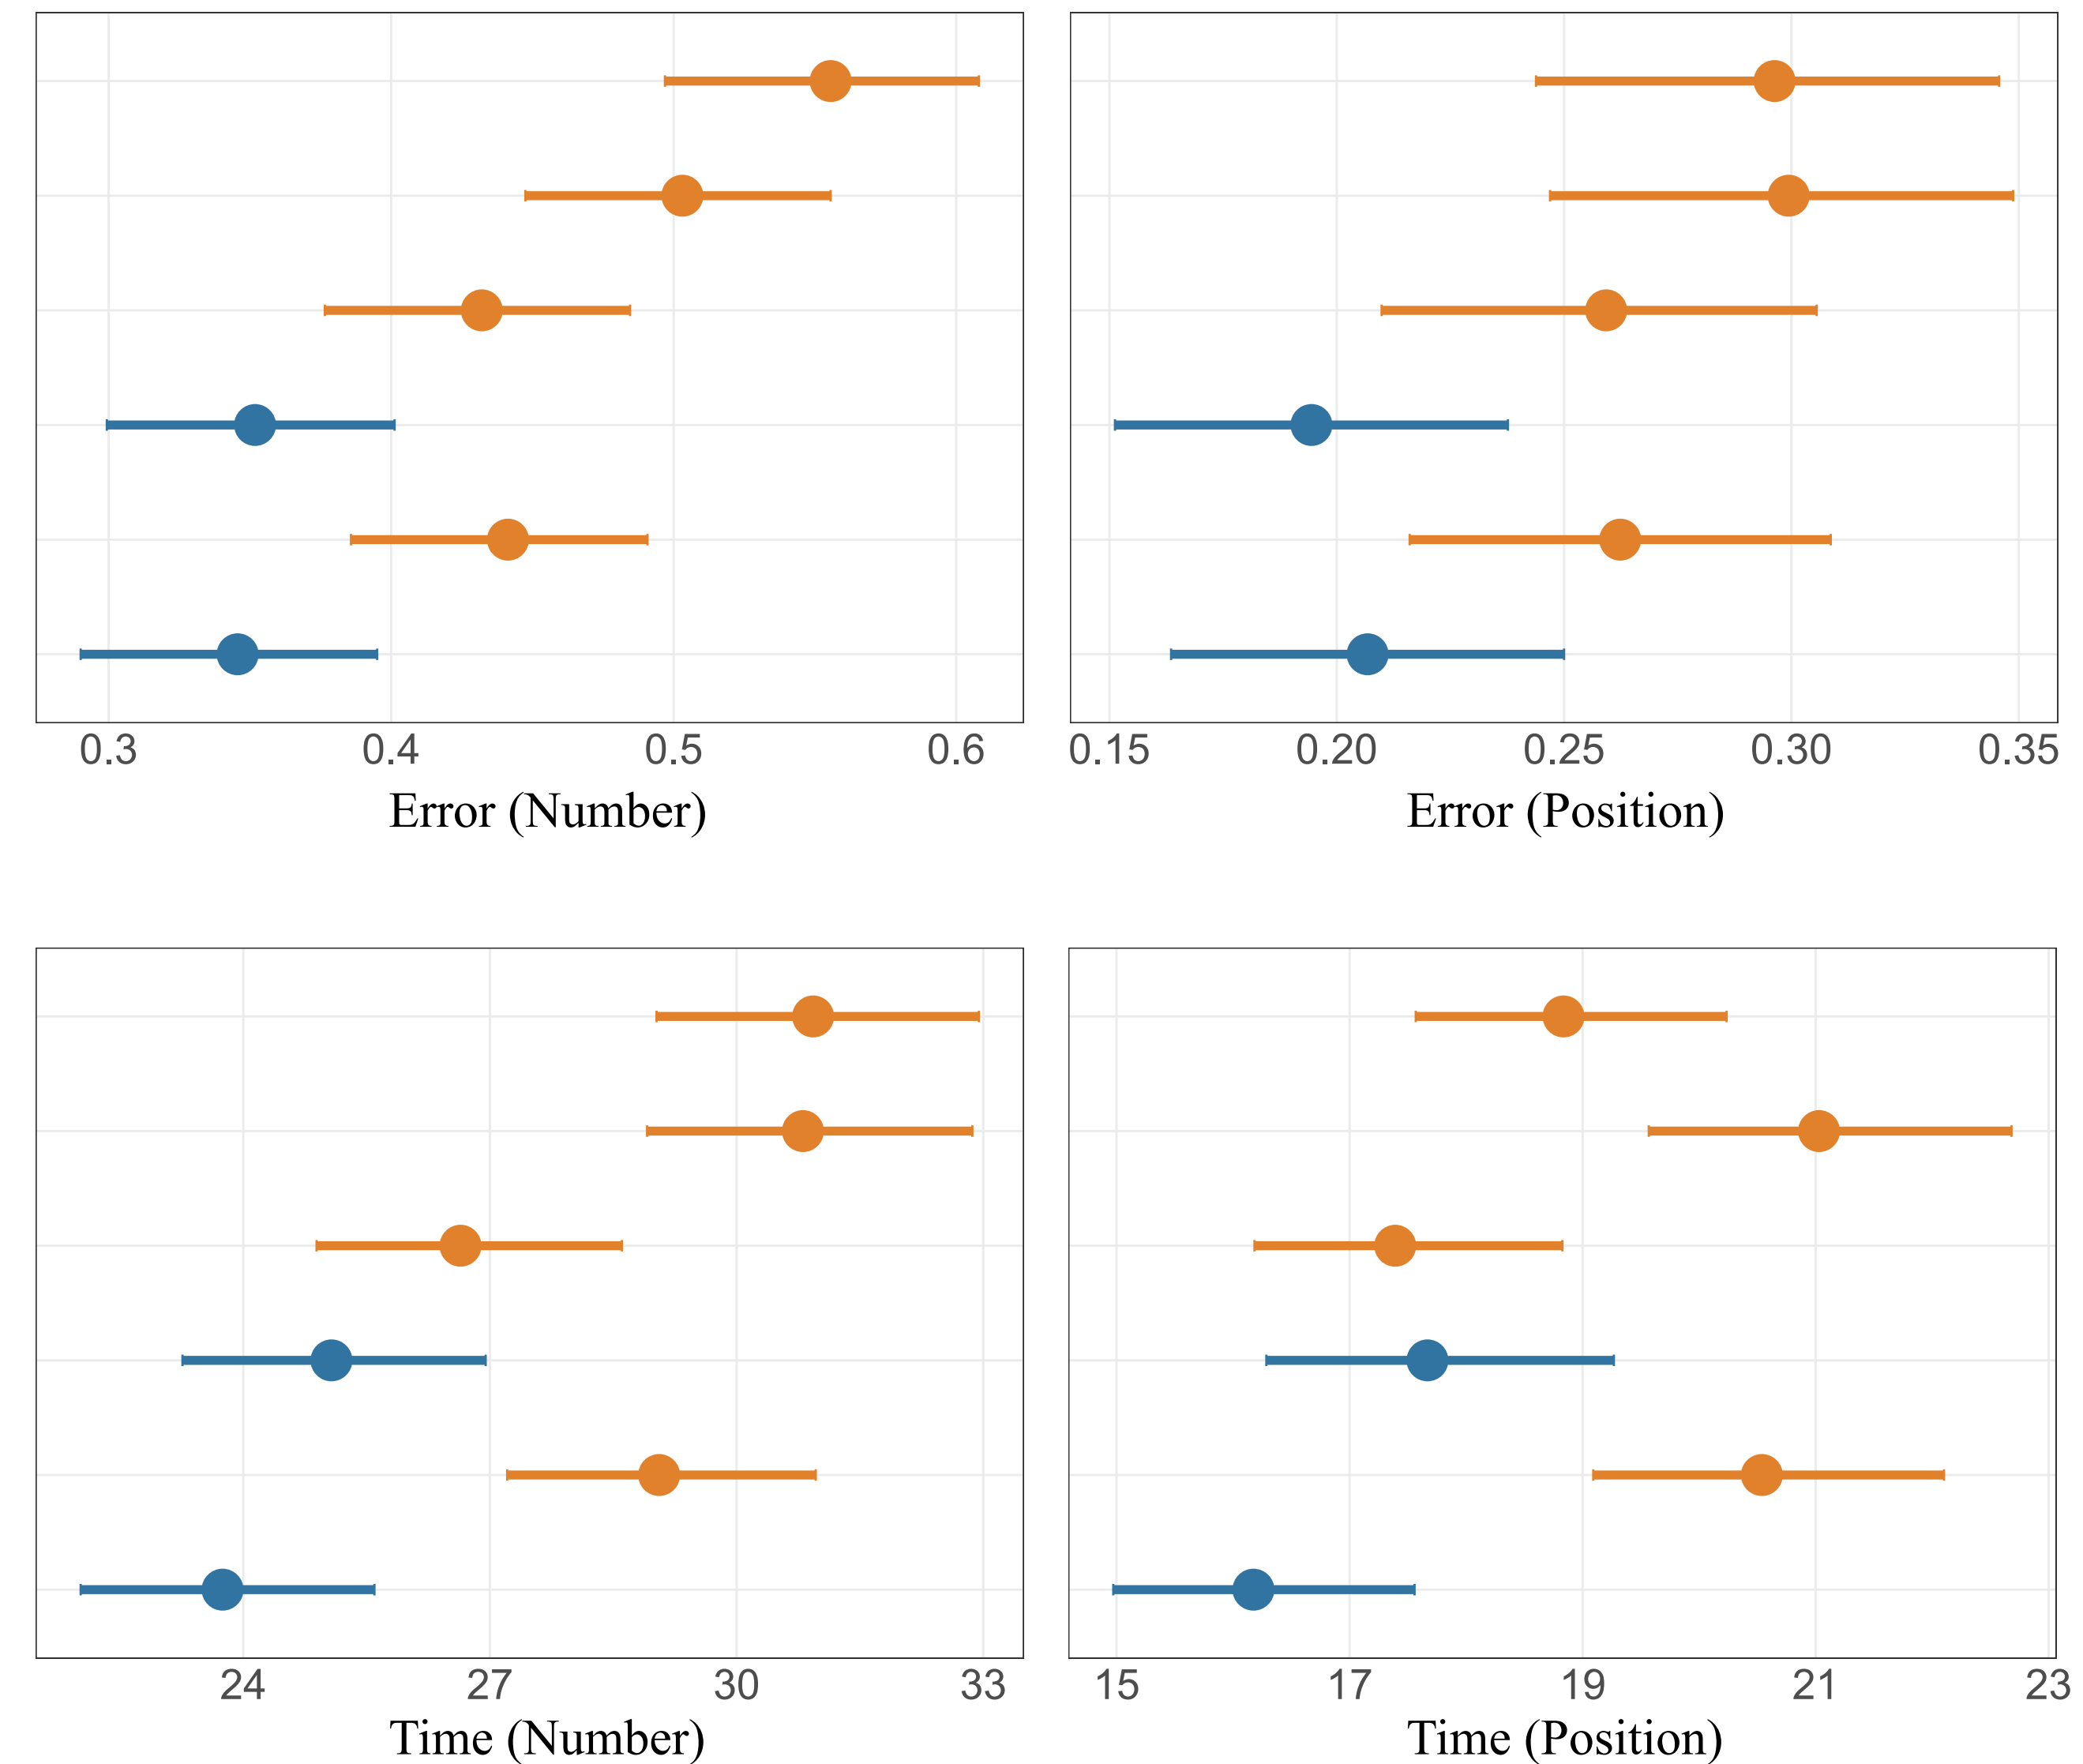 0.3 0.4 0.5 0.6
Error (Number)
0.15 0.20 0.25 0.30 0.35
Error (Position)
24 27 30 33
Time (Number)
15 17 19 21 23
Time (Position)